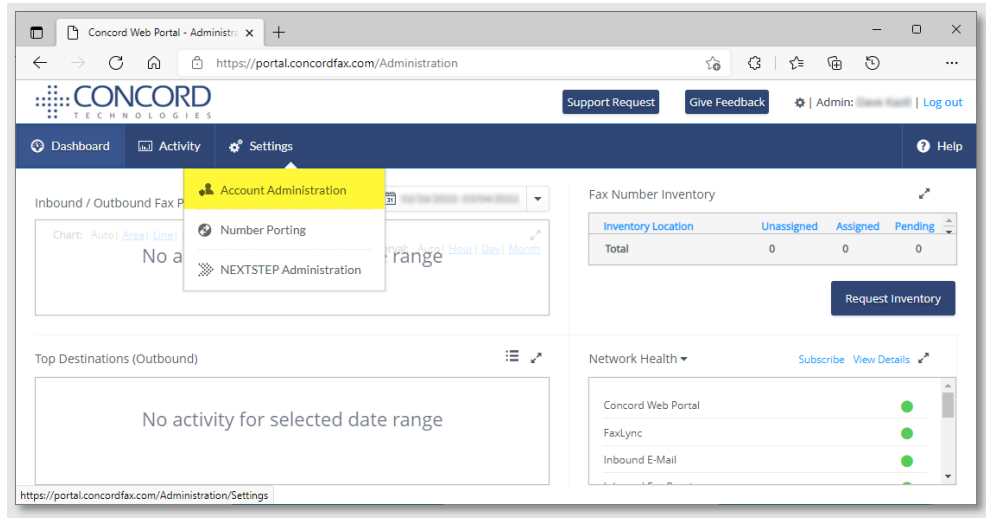 Concord Web Portal - Administra
https://portal.concordfax.com/Administration
CONCORD
TECHNOLOGIES
Support Request
Give Feedback
| Admin:
| Log out
Dashboard
Activity
Settings
Help
Account Administration
Number Porting
NEXTSTEP Administration
Inbound / Outbound Fax P
31
Chart: Auto| Area| Line|
Auto| Hour| Day| Month
No a
range
Fax Number Inventory
Inventory Location Unassigned Assigned Pending
Total 0 0 0
Request Inventory
Top Destinations (Outbound)
No activity for selected date range
Network Health
Subscribe View Details
Concord Web Portal
FaxLync
Inbound E-Mail
https://portal.concordfax.com/Administration/Settings